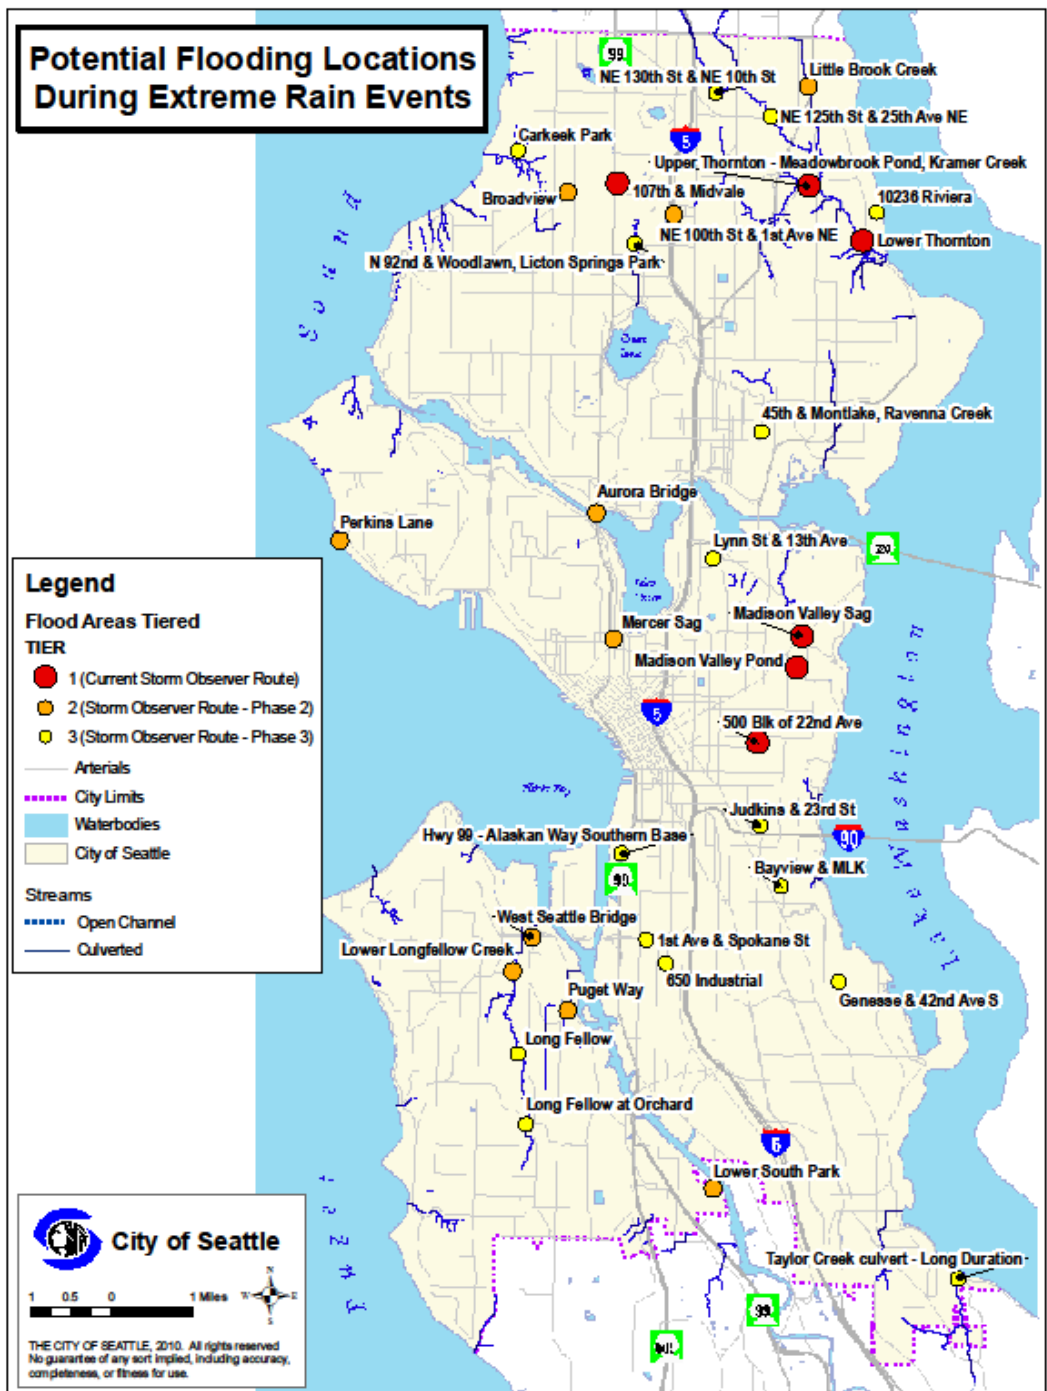 Potential Flooding Locations
During Extreme Rain Events
99
NE 130th St & NE 10th St
Little Brook Creek
NE 125th St & 25th Ave NE
Carkeek Park
5
Upper Thornton - Meadowbrook Pond, Kramer Creek
Broadview
107th & Midvale
10236 Riviera
NE 100th St & 1st Ave NE
Lower Thornton
N 92nd & Woodlawn, Licton Springs Park
Sound
45th & Montlake, Ravenna Creek
Aurora Bridge
Perkins Lane
Lynn St & 13th Ave
Legend
Flood Areas Tiered
TIER
1 (Current Storm Observer Route)
2 (Storm Observer Route - Phase 2)
3 (Storm Observer Route - Phase 3)
Arterials
City Limits
Waterbodies
City of Seattle
Streams
Open Channel
Culverted
Mercer Sag
Madison Valley Sag
Madison Valley Pond
5
500 Blk of 22nd Ave
Lake Washington
Judkins & 23rd St
Hwy 99 - Alaskan Way Southern Base
90
Bayview & MLK
West Seattle Bridge
1st Ave & Spokane St
Lower Longfellow Creek
650 Industrial
Puget Way
Genesse & 42nd Ave S
Long Fellow
Long Fellow at Orchard
Lower South Park
Taylor Creek culvert - Long Duration
City of Seattle
N
W
E
S
1 0.5 0 1 Miles
THE CITY OF SEATTLE, 2010. All rights reserved
No guarantee of any sort implied, including accuracy,
completeness, or fitness for use.